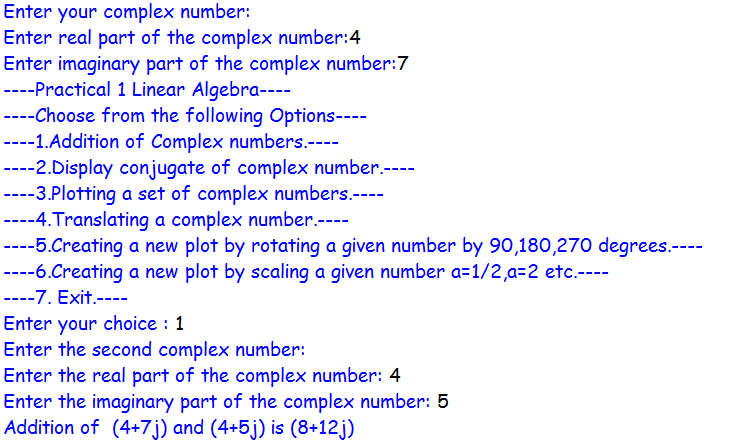 Enter your complex number:
Enter real part of the complex number:4
Enter imaginary part of the complex number:7
----Practical 1 Linear Algebra----
----Choose from the following Options----
----1.Addition of Complex numbers.----
----2.Display conjugate of complex number.----
----3.Plotting a set of complex numbers.----
----4.Translating a complex number.----
----5.Creating a new plot by rotating a given number by 90,180,270 degrees.----
----6.Creating a new plot by scaling a given number a=1/2,a=2 etc.----
----7. Exit.----
Enter your choice : 1
Enter the second complex number:
Enter the real part of the complex number: 4
Enter the imaginary part of the complex number: 5
Addition of  (4+7j) and (4+5j) is (8+12j)